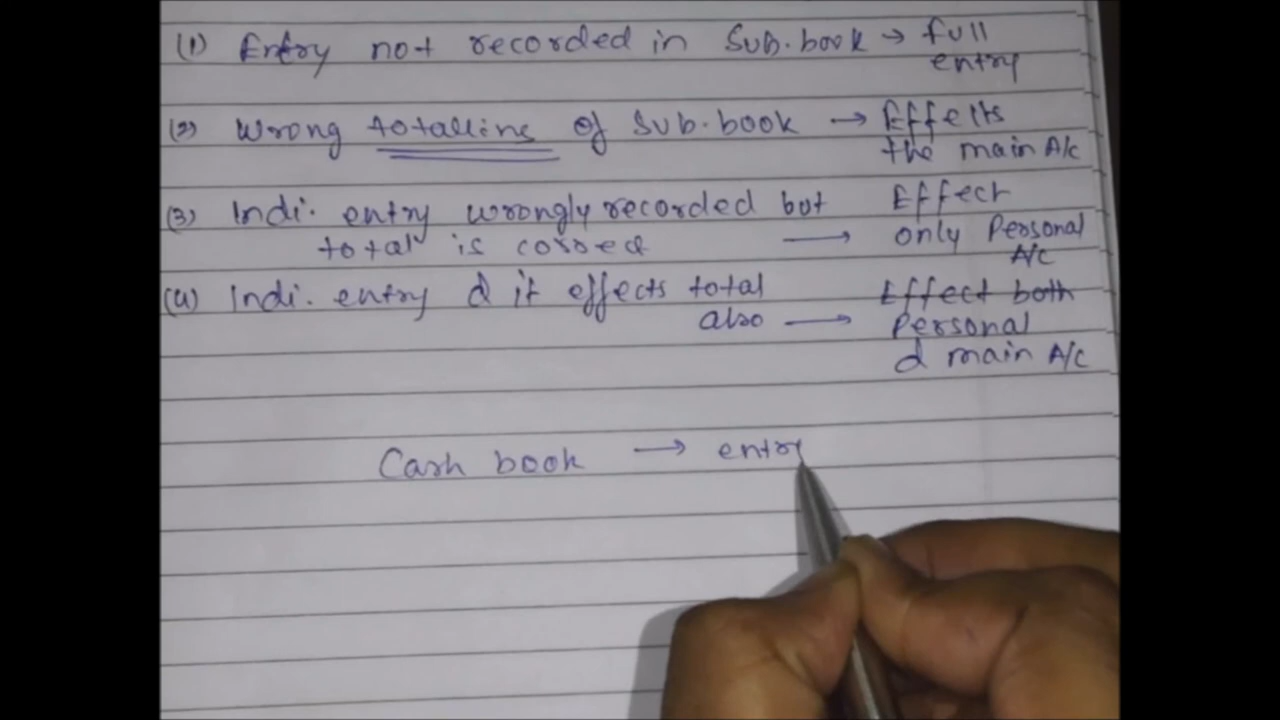 (1) Entry not recorded in Sub.book → full
entry
(2) Wrong totalling of Sub.book → Effects
the main A/c
(3) Indi. entry wrongly recorded but Effect
total is correct → only Personal
A/c
(4) Indi. entry & it effects total Effect both
also → Personal
& main A/c
Cash book → entry